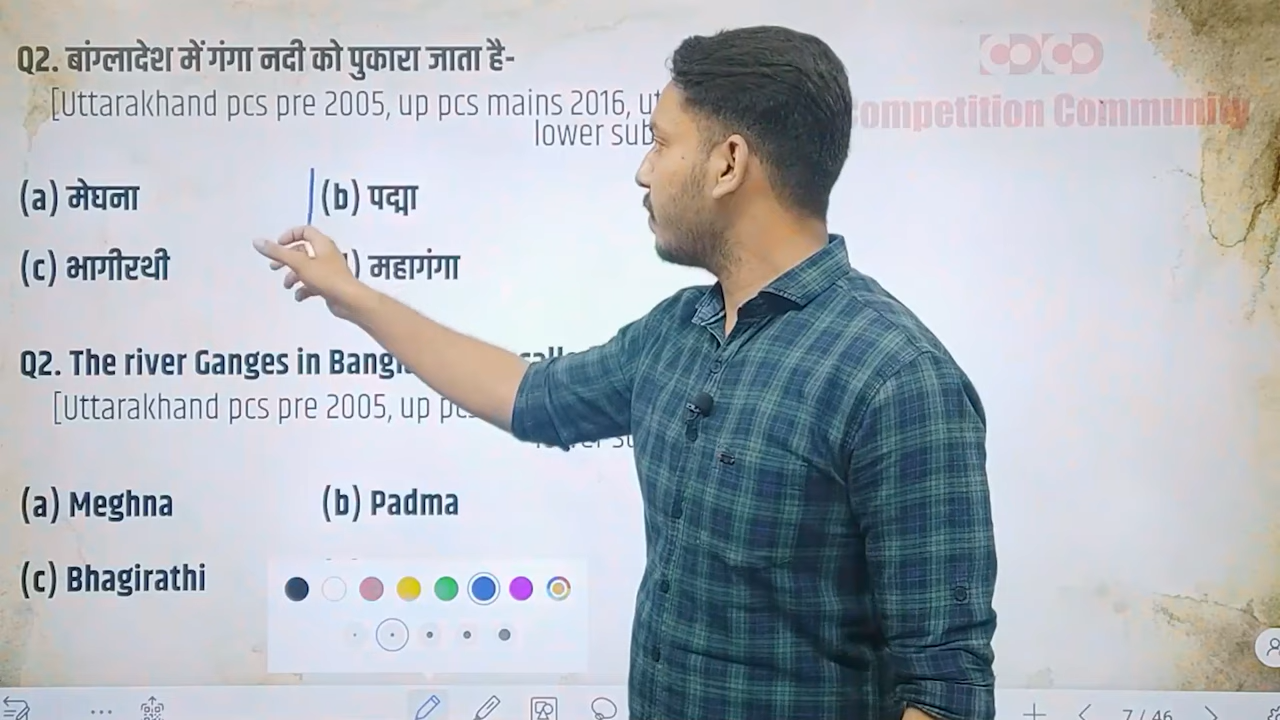 Q2. बांग्लादेश में गंगा नदी को पुकारा जाता है-
[Uttarakhand pcs pre 2005, up pcs mains 2016,
lower sub
Competition Community
(a) मेघना
(b) पद्मा
(c) भागीरथी
महागंगा
Q2. The river Ganges in
[Uttarakhand pcs pre 2005, up pcs
(a) Meghna
(b) Padma
(c) Bhagirathi
7 / 46